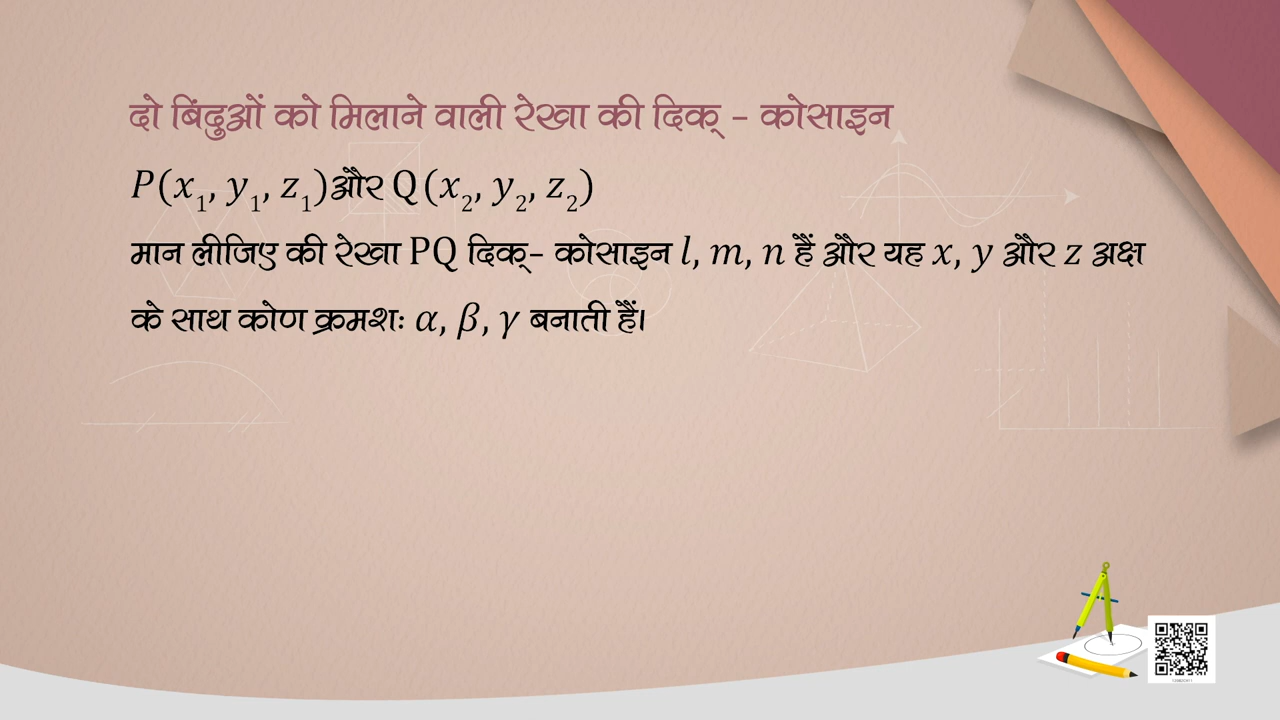 दो बिंदुओं को मिलाने वाली रेखा की दिक् - कोसाइन
P(x₁, y₁, z₁)और Q(x₂, y₂, z₂)
मान लीजिए की रेखा PQ दिक्- कोसाइन l, m, n हैं और यह x, y और z अक्ष
के साथ कोण क्रमशः α, β, γ बनाती हैं।